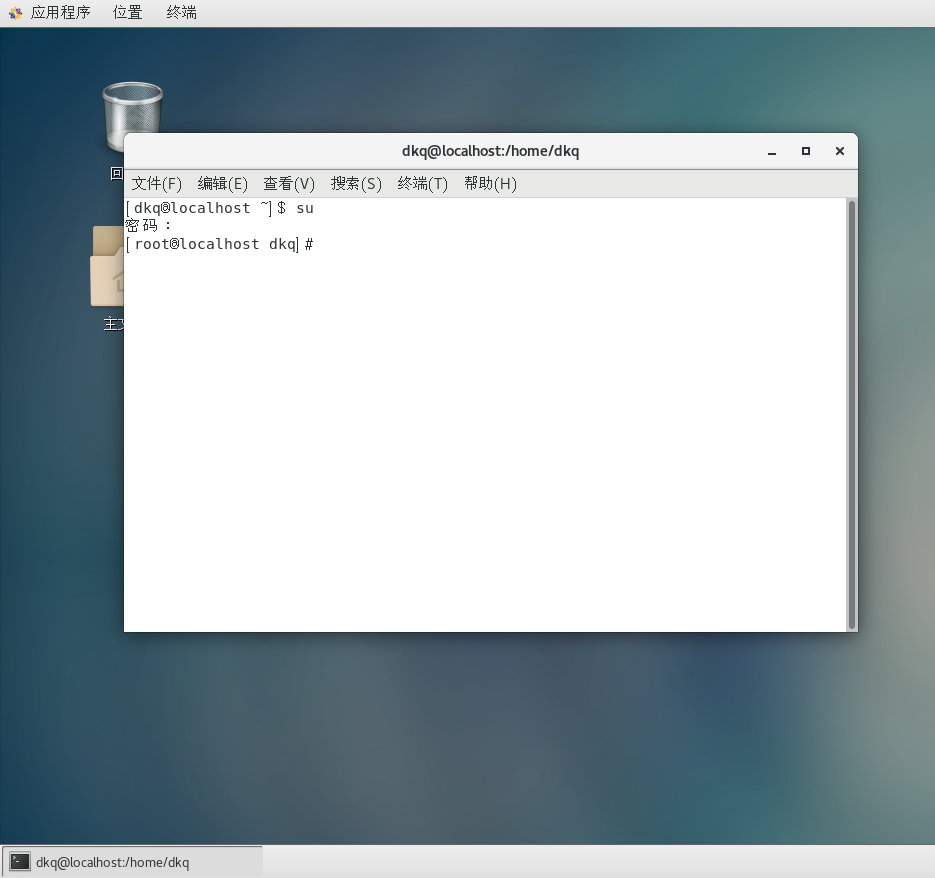 应用程序 位置 终端
回
主文
dkq@localhost:/home/dkq
文件(F) 编辑(E) 查看(V) 搜索(S) 终端(T) 帮助(H)
[dkq@localhost ~]$ su
密码：
[root@localhost dkq]#
dkq@localhost:/home/dkq